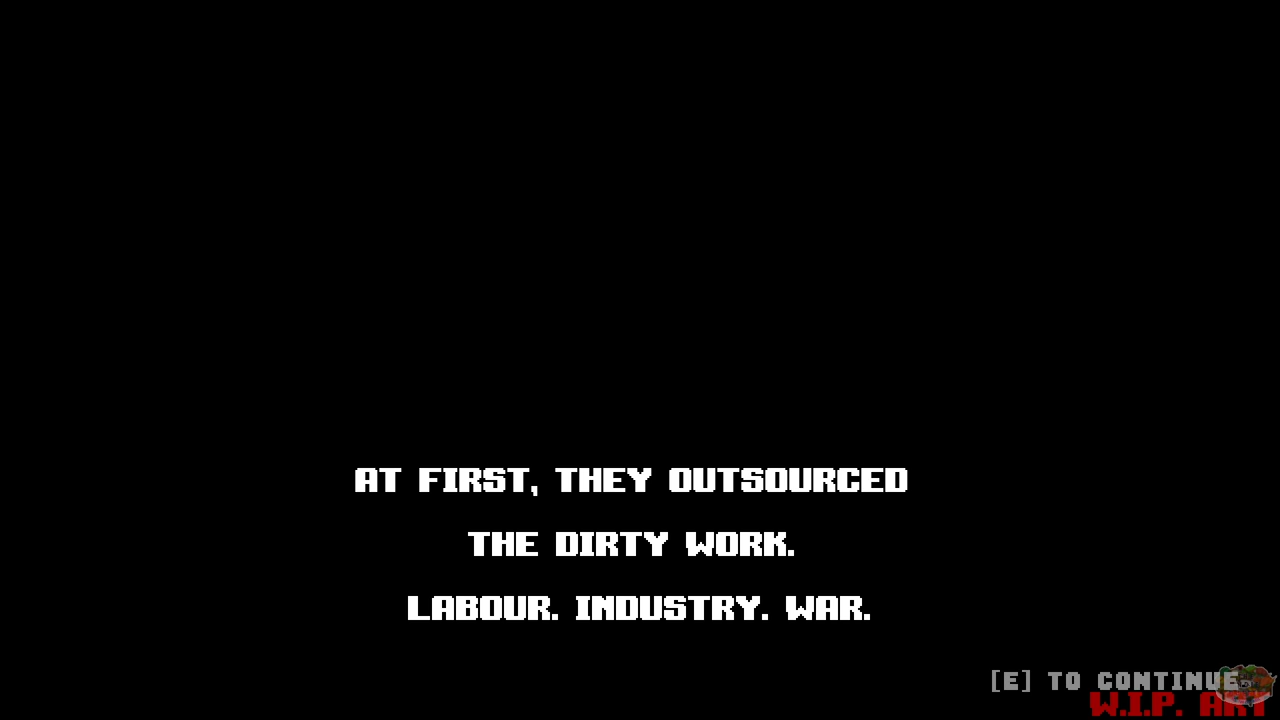 AT FIRST, THEY OUTSOURCED
THE DIRTY WORK.
LABOUR. INDUSTRY. WAR.
[E] TO CONTINUE.
W.I.P. ART